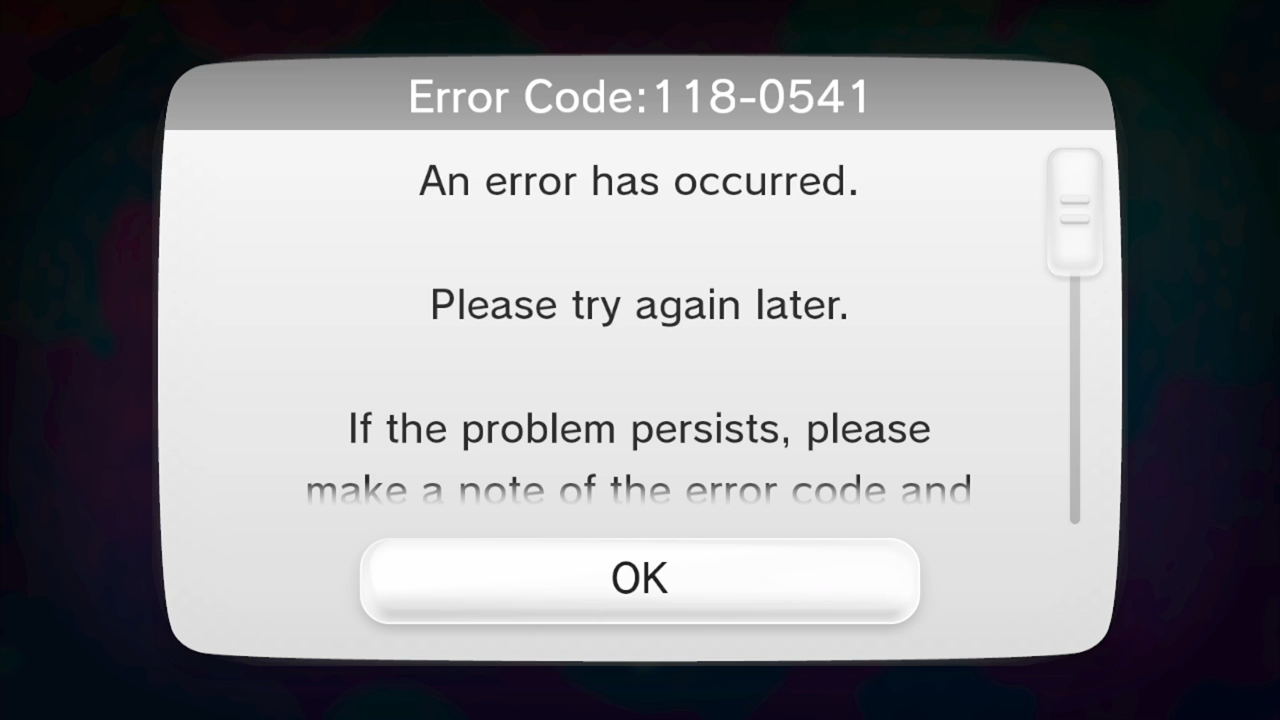 Error Code:118-0541
An error has occurred.
Please try again later.
If the problem persists, please
make a note of the error code and
OK